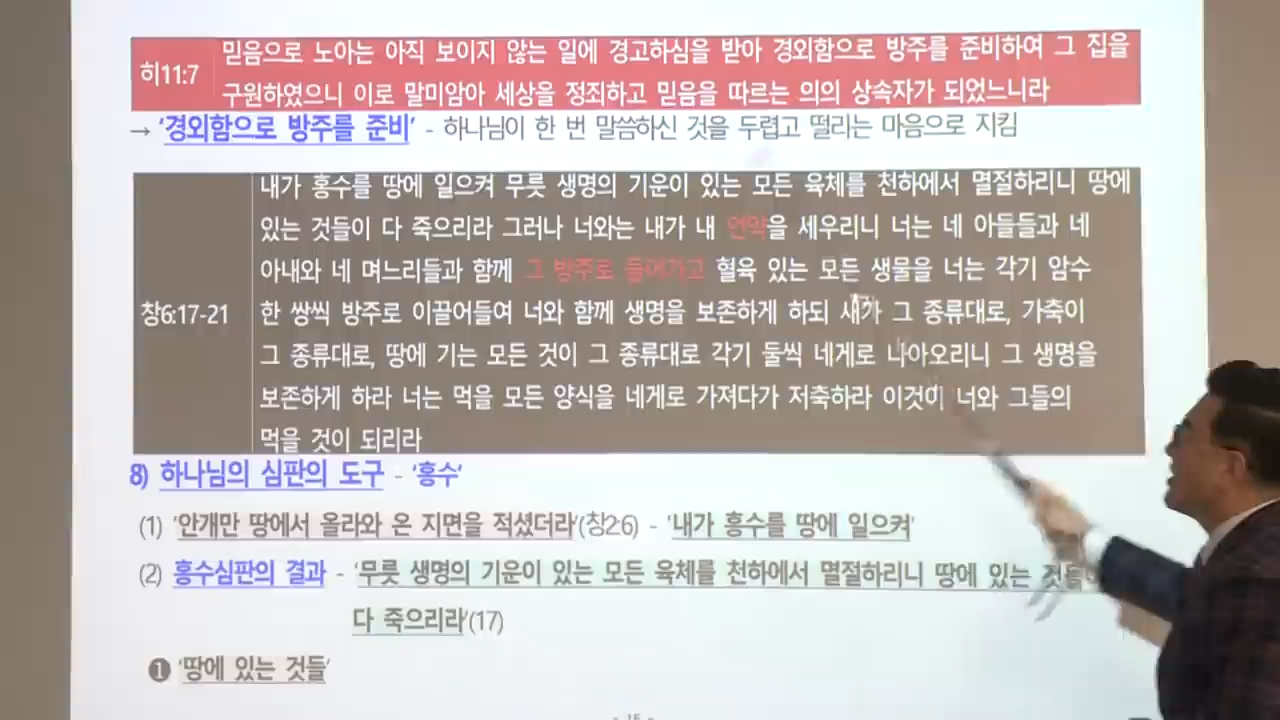 히11:7
믿음으로 노아는 아직 보이지 않는 일에 경고하심을 받아 경외함으로 방주를 준비하여 그 집을
구원하였으니 이로 말미암아 세상을 정죄하고 믿음을 따르는 의의 상속자가 되었느니라
→ '경외함으로 방주를 준비' - 하나님이 한 번 말씀하신 것을 두렵고 떨리는 마음으로 지킴
창6:17-21
내가 홍수를 땅에 일으켜 무릇 생명의 기운이 있는 모든 육체를 천하에서 멸절하리니 땅에
있는 것들이 다 죽으리라 그러나 너와는 내가 내 언약을 세우리니 너는 네 아들들과 네
아내와 네 며느리들과 함께 그 방주로 들어가고 혈육 있는 모든 생물을 너는 각기 암수
한 쌍씩 방주로 이끌어들여 너와 함께 생명을 보존하게 하되 새가 그 종류대로, 가축이
그 종류대로, 땅에 기는 모든 것이 그 종류대로 각기 둘씩 네게로 나아오리니 그 생명을
보존하게 하라 너는 먹을 모든 양식을 네게로 가져다가 저축하라 이것이 너와 그들의
먹을 것이 되리라
8) 하나님의 심판의 도구 - '홍수'
(1) '안개만 땅에서 올라와 온 지면을 적셨더라'(창2:6) - '내가 홍수를 땅에 일으켜'
(2) 홍수심판의 결과 - '무릇 생명의 기운이 있는 모든 육체를 천하에서 멸절하리니 땅에 있는
다 죽으리라'(17)
❶ '땅에 있는 것들'